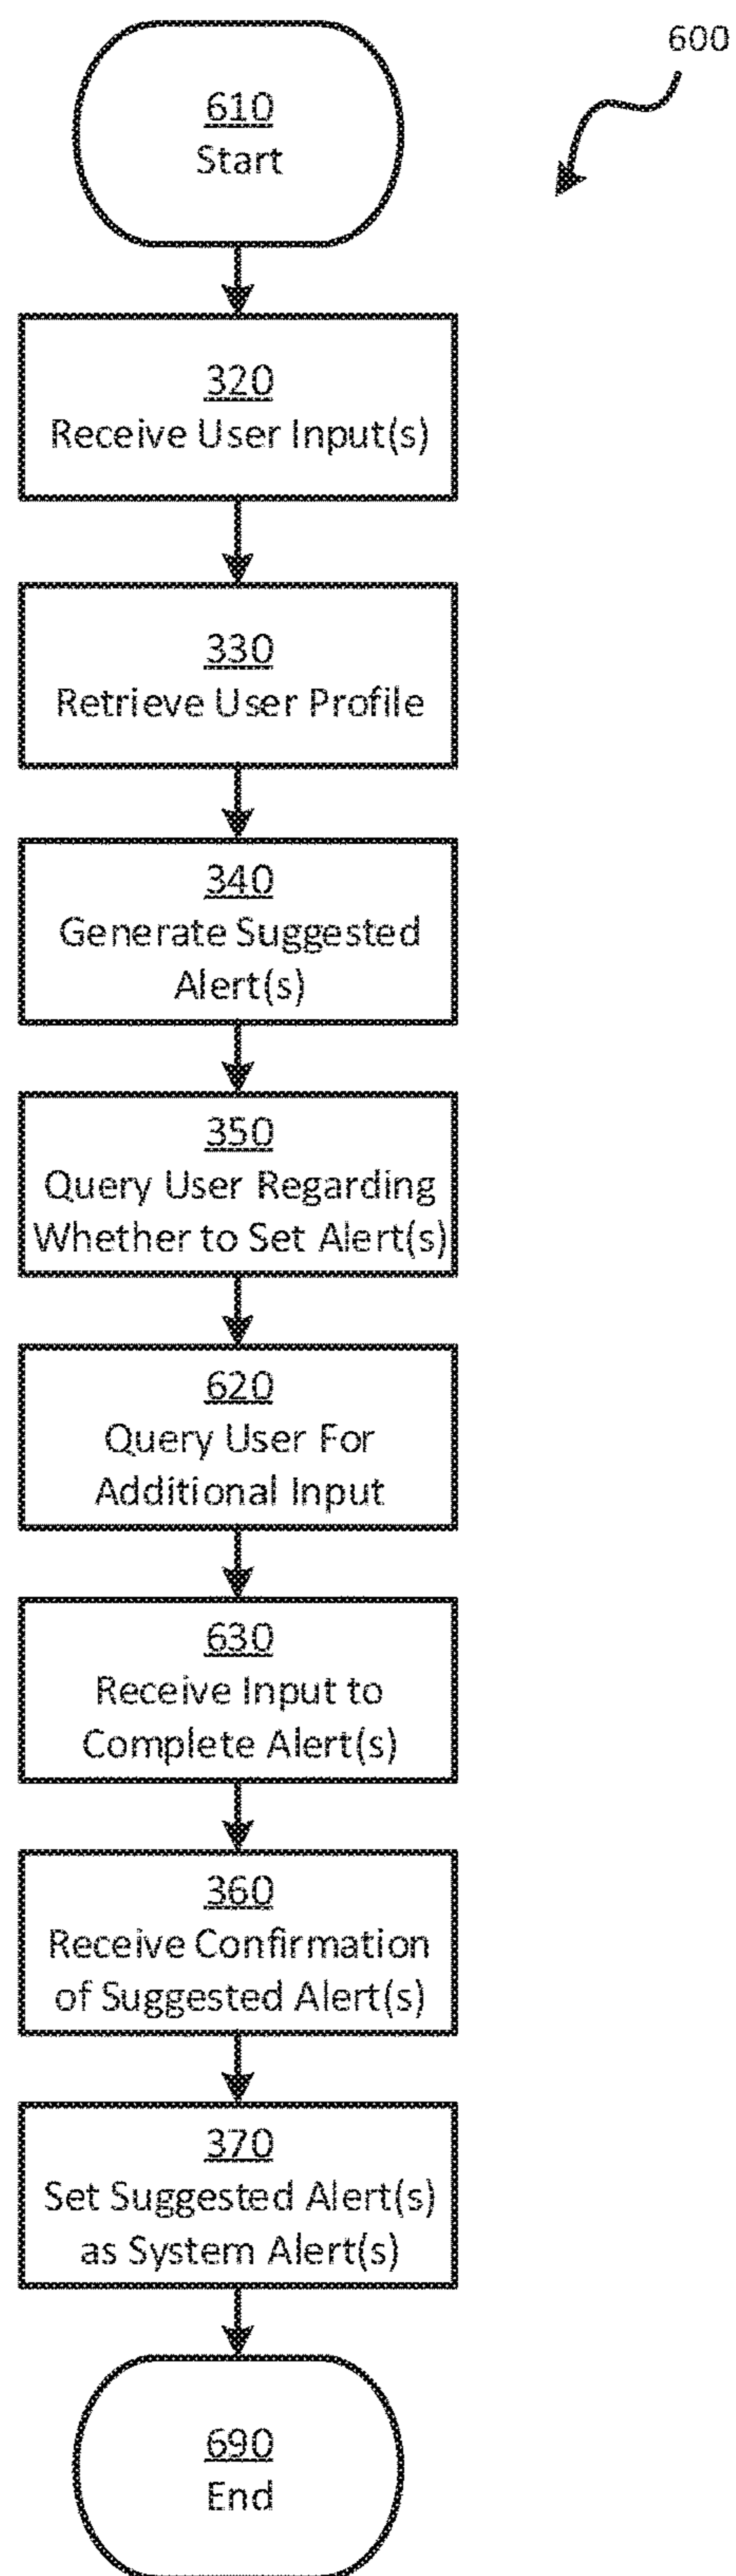 600
610
Start
320
Receive User Input(s)
330
Retrieve User Profile
340
Generate Suggested
Alert(s)
350
Query User Regarding
Whether to Set Alert(s)
620
Query User For
Additional Input
630
Receive Input to
Complete Alert(s)
360
Receive Confirmation
of Suggested Alert(s)
370
Set Suggested Alert(s)
as System Alert(s)
690
End